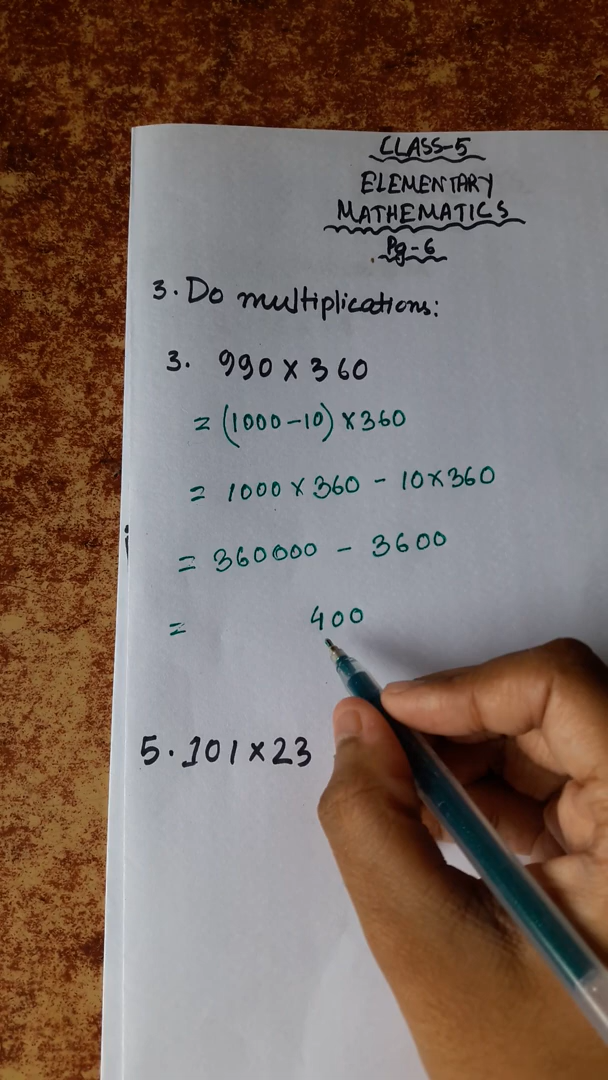 CLASS-5
ELEMENTARY
MATHEMATICS
Pg-6
3. Do multiplications:
3. 990 × 360
= (1000-10) × 360
= 1000 × 360 - 10 × 360
= 360000 - 3600
= 400
5. 101 × 23